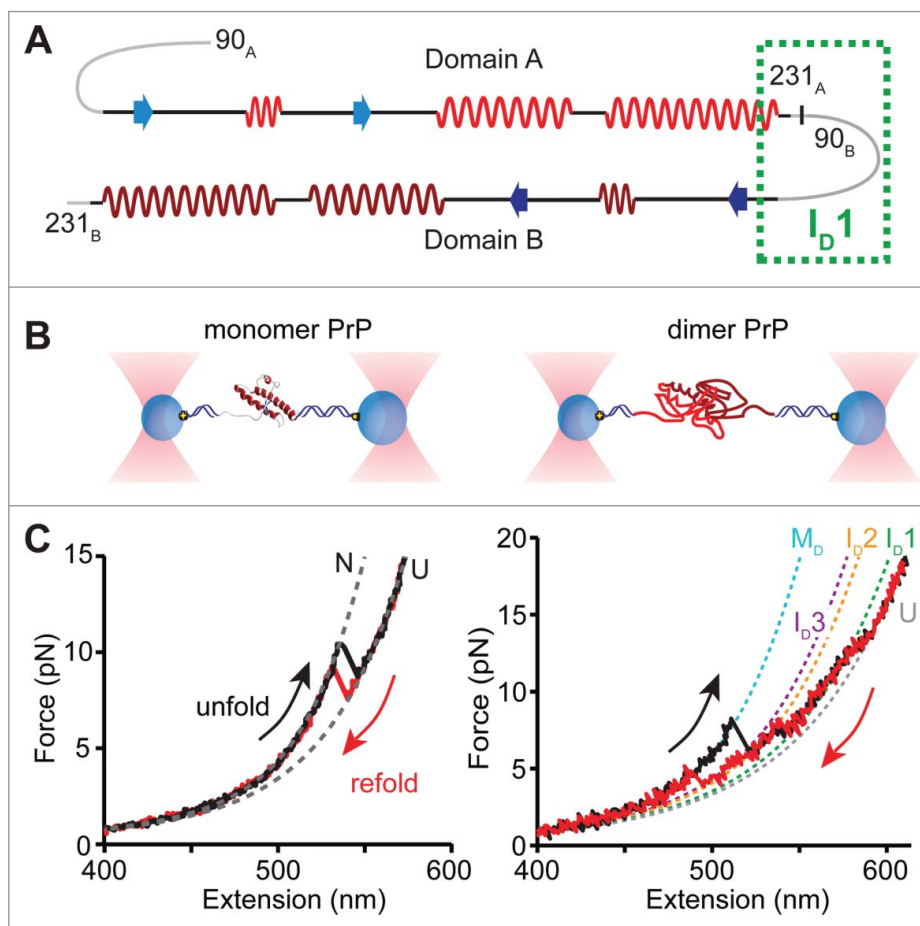 A
90A
Domain A
231A
90B
231B
Domain B
ID1
B
monomer PrP
dimer PrP
C
15
10
5
0
Force (pN)
N
U
unfold
refold
400
500
600
Extension (nm)
20
15
10
5
0
Force (pN)
MD
ID2
ID1
ID3
U
400
500
600
Extension (nm)